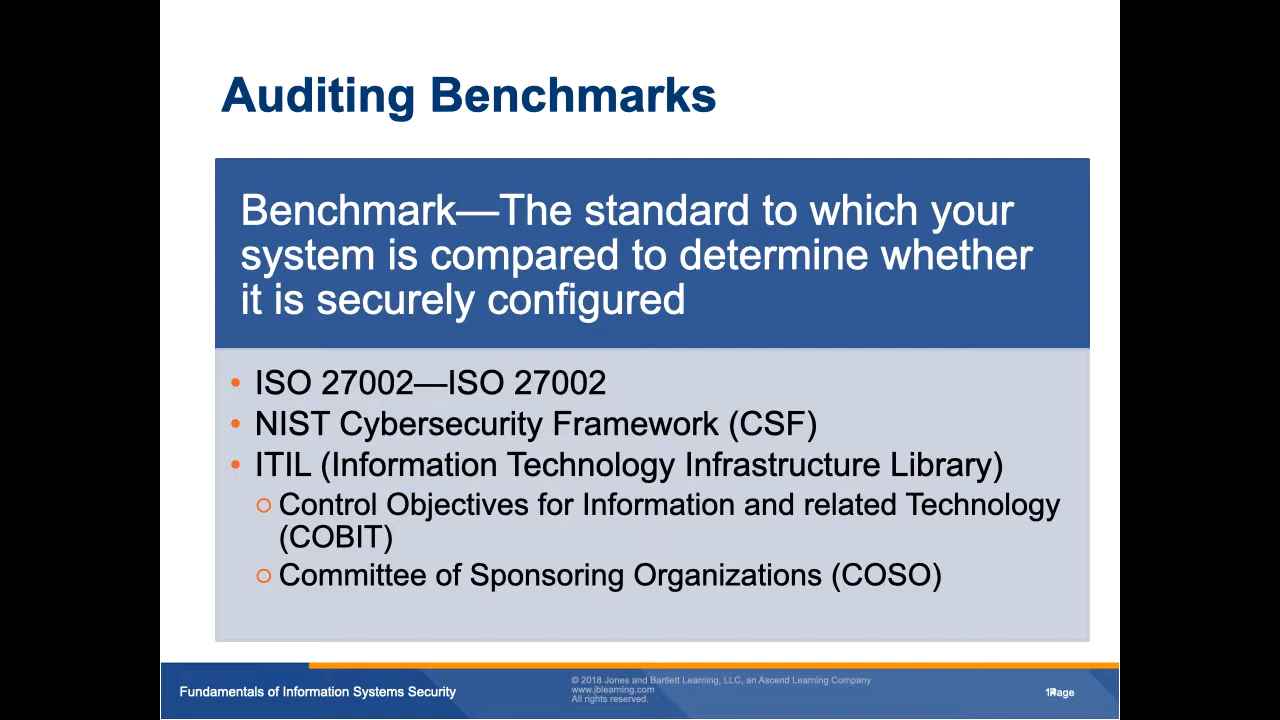 Auditing Benchmarks
Benchmark—The standard to which your
system is compared to determine whether
it is securely configured
• ISO 27002—ISO 27002
• NIST Cybersecurity Framework (CSF)
• ITIL (Information Technology Infrastructure Library)
○ Control Objectives for Information and related Technology
(COBIT)
○ Committee of Sponsoring Organizations (COSO)
Fundamentals of Information Systems Security
© 2018 Jones and Bartlett Learning, LLC, an Ascend Learning Company
www.jblearning.com
All rights reserved.